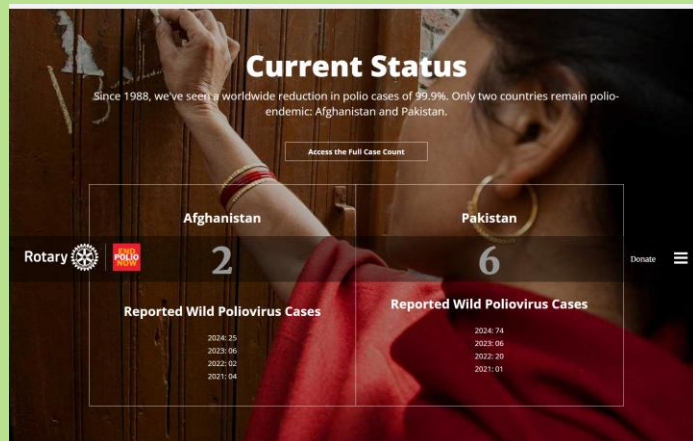 Current Status
Since 1988, we've seen a worldwide reduction in polio cases of 99.9%. Only two countries remain polio-
endemic: Afghanistan and Pakistan.
Access the Full Case Count
Afghanistan
2
Reported Wild Poliovirus Cases
2024: 25
2023: 06
2022: 02
2021: 04
Pakistan
6
Reported Wild Poliovirus Cases
2024: 74
2023: 06
2022: 20
2021: 01
Rotary
END
POLIO
NOW
Donate